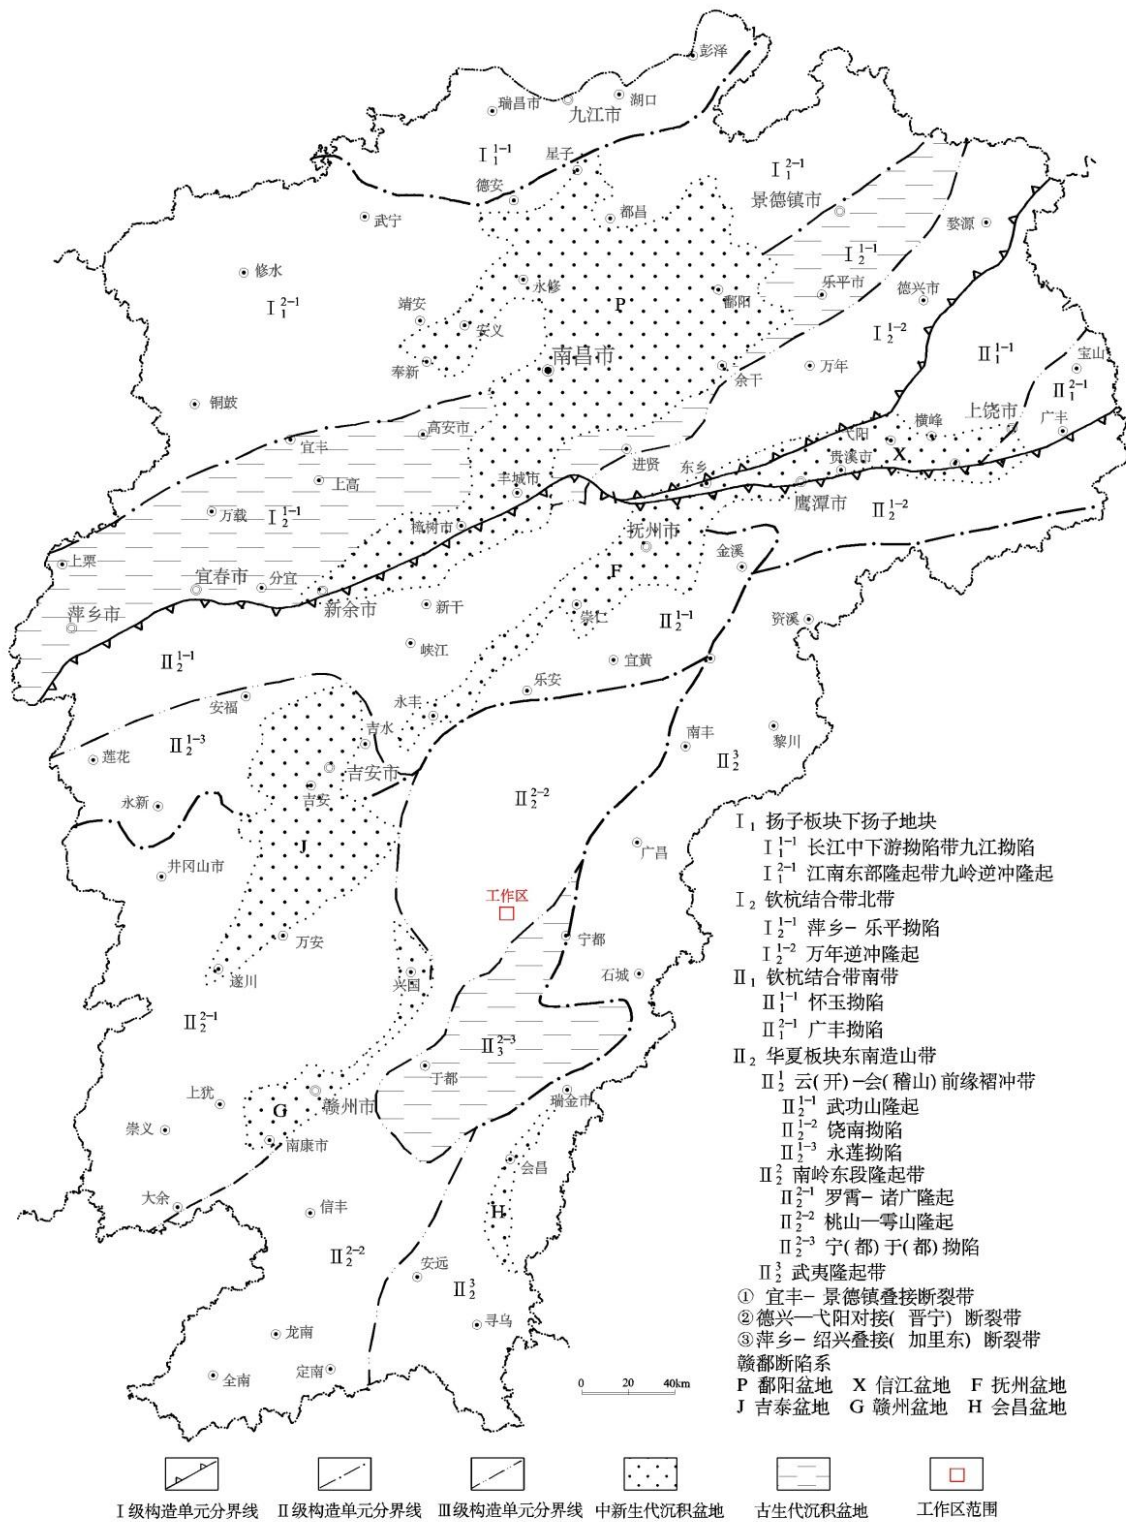 彭泽
瑞昌市
九江市
湖口
Ⅰ₁¹⁻¹
星子
Ⅰ₁²⁻¹
德安
景德镇市
武宁
都昌
婺源
Ⅰ₂¹⁻¹
修水
永修
P
鄱阳
乐平市
德兴市
Ⅰ₁²⁻¹
靖安
安义
Ⅰ₂¹⁻²
南昌市
Ⅱ₁¹⁻¹
宝山
奉新
余干
万年
Ⅱ₁²⁻¹
铜鼓
上饶市
广丰
宜丰
高安市
弋阳
横峰
进贤
东乡
贵溪市
X
上高
丰城市
鹰潭市
Ⅱ₂¹⁻²
万载
Ⅰ₂¹⁻¹
樟树市
抚州市
金溪
上栗
宜春市
分宜
F
萍乡市
新余市
新干
崇仁
Ⅱ₂¹⁻¹
资溪
Ⅱ₂¹⁻¹
峡江
宜黄
安福
乐安
永丰
吉水
南丰
黎川
Ⅱ₂¹⁻³
莲花
吉安市
Ⅱ₂³
吉安
Ⅱ₂²⁻²
永新
J
广昌
井冈山市
工作区
万安
宁都
遂川
兴国
石城
Ⅱ₂²⁻¹
Ⅱ₃²⁻³
于都
上犹
G
赣州市
瑞金市
崇义
南康市
会昌
大余
信丰
H
Ⅱ₂²⁻²
安远
Ⅱ₂³
龙南
寻乌
全南
定南
0 20 40km
Ⅰ₁ 扬子板块下扬子地块
Ⅰ₁¹⁻¹ 长江中下游拗陷带九江拗陷
Ⅰ₁²⁻¹ 江南东部隆起带九岭逆冲隆起
Ⅰ₂ 钦杭结合带北带
Ⅰ₂¹⁻¹ 萍乡-乐平拗陷
Ⅰ₂¹⁻² 万年逆冲隆起
Ⅱ₁ 钦杭结合带南带
Ⅱ₁¹⁻¹ 怀玉拗陷
Ⅱ₁²⁻¹ 广丰拗陷
Ⅱ₂ 华夏板块东南造山带
Ⅱ₂¹ 云(开)-会(稽山)前缘褶冲带
Ⅱ₂¹⁻¹ 武功山隆起
Ⅱ₂¹⁻² 饶南拗陷
Ⅱ₂¹⁻³ 永莲拗陷
Ⅱ₂² 南岭东段隆起带
Ⅱ₂²⁻¹ 罗霄-诸广隆起
Ⅱ₂²⁻² 桃山—雩山隆起
Ⅱ₂²⁻³ 宁(都)于(都)拗陷
Ⅱ₂³ 武夷隆起带
① 宜丰-景德镇叠接断裂带
②德兴—弋阳对接(晋宁)断裂带
③萍乡-绍兴叠接(加里东)断裂带
赣鄱断陷系
P 鄱阳盆地 X 信江盆地 F 抚州盆地
J 吉泰盆地 G 赣州盆地 H 会昌盆地
Ⅰ级构造单元分界线 Ⅱ级构造单元分界线 Ⅲ级构造单元分界线 中新生代沉积盆地 古生代沉积盆地 工作区范围